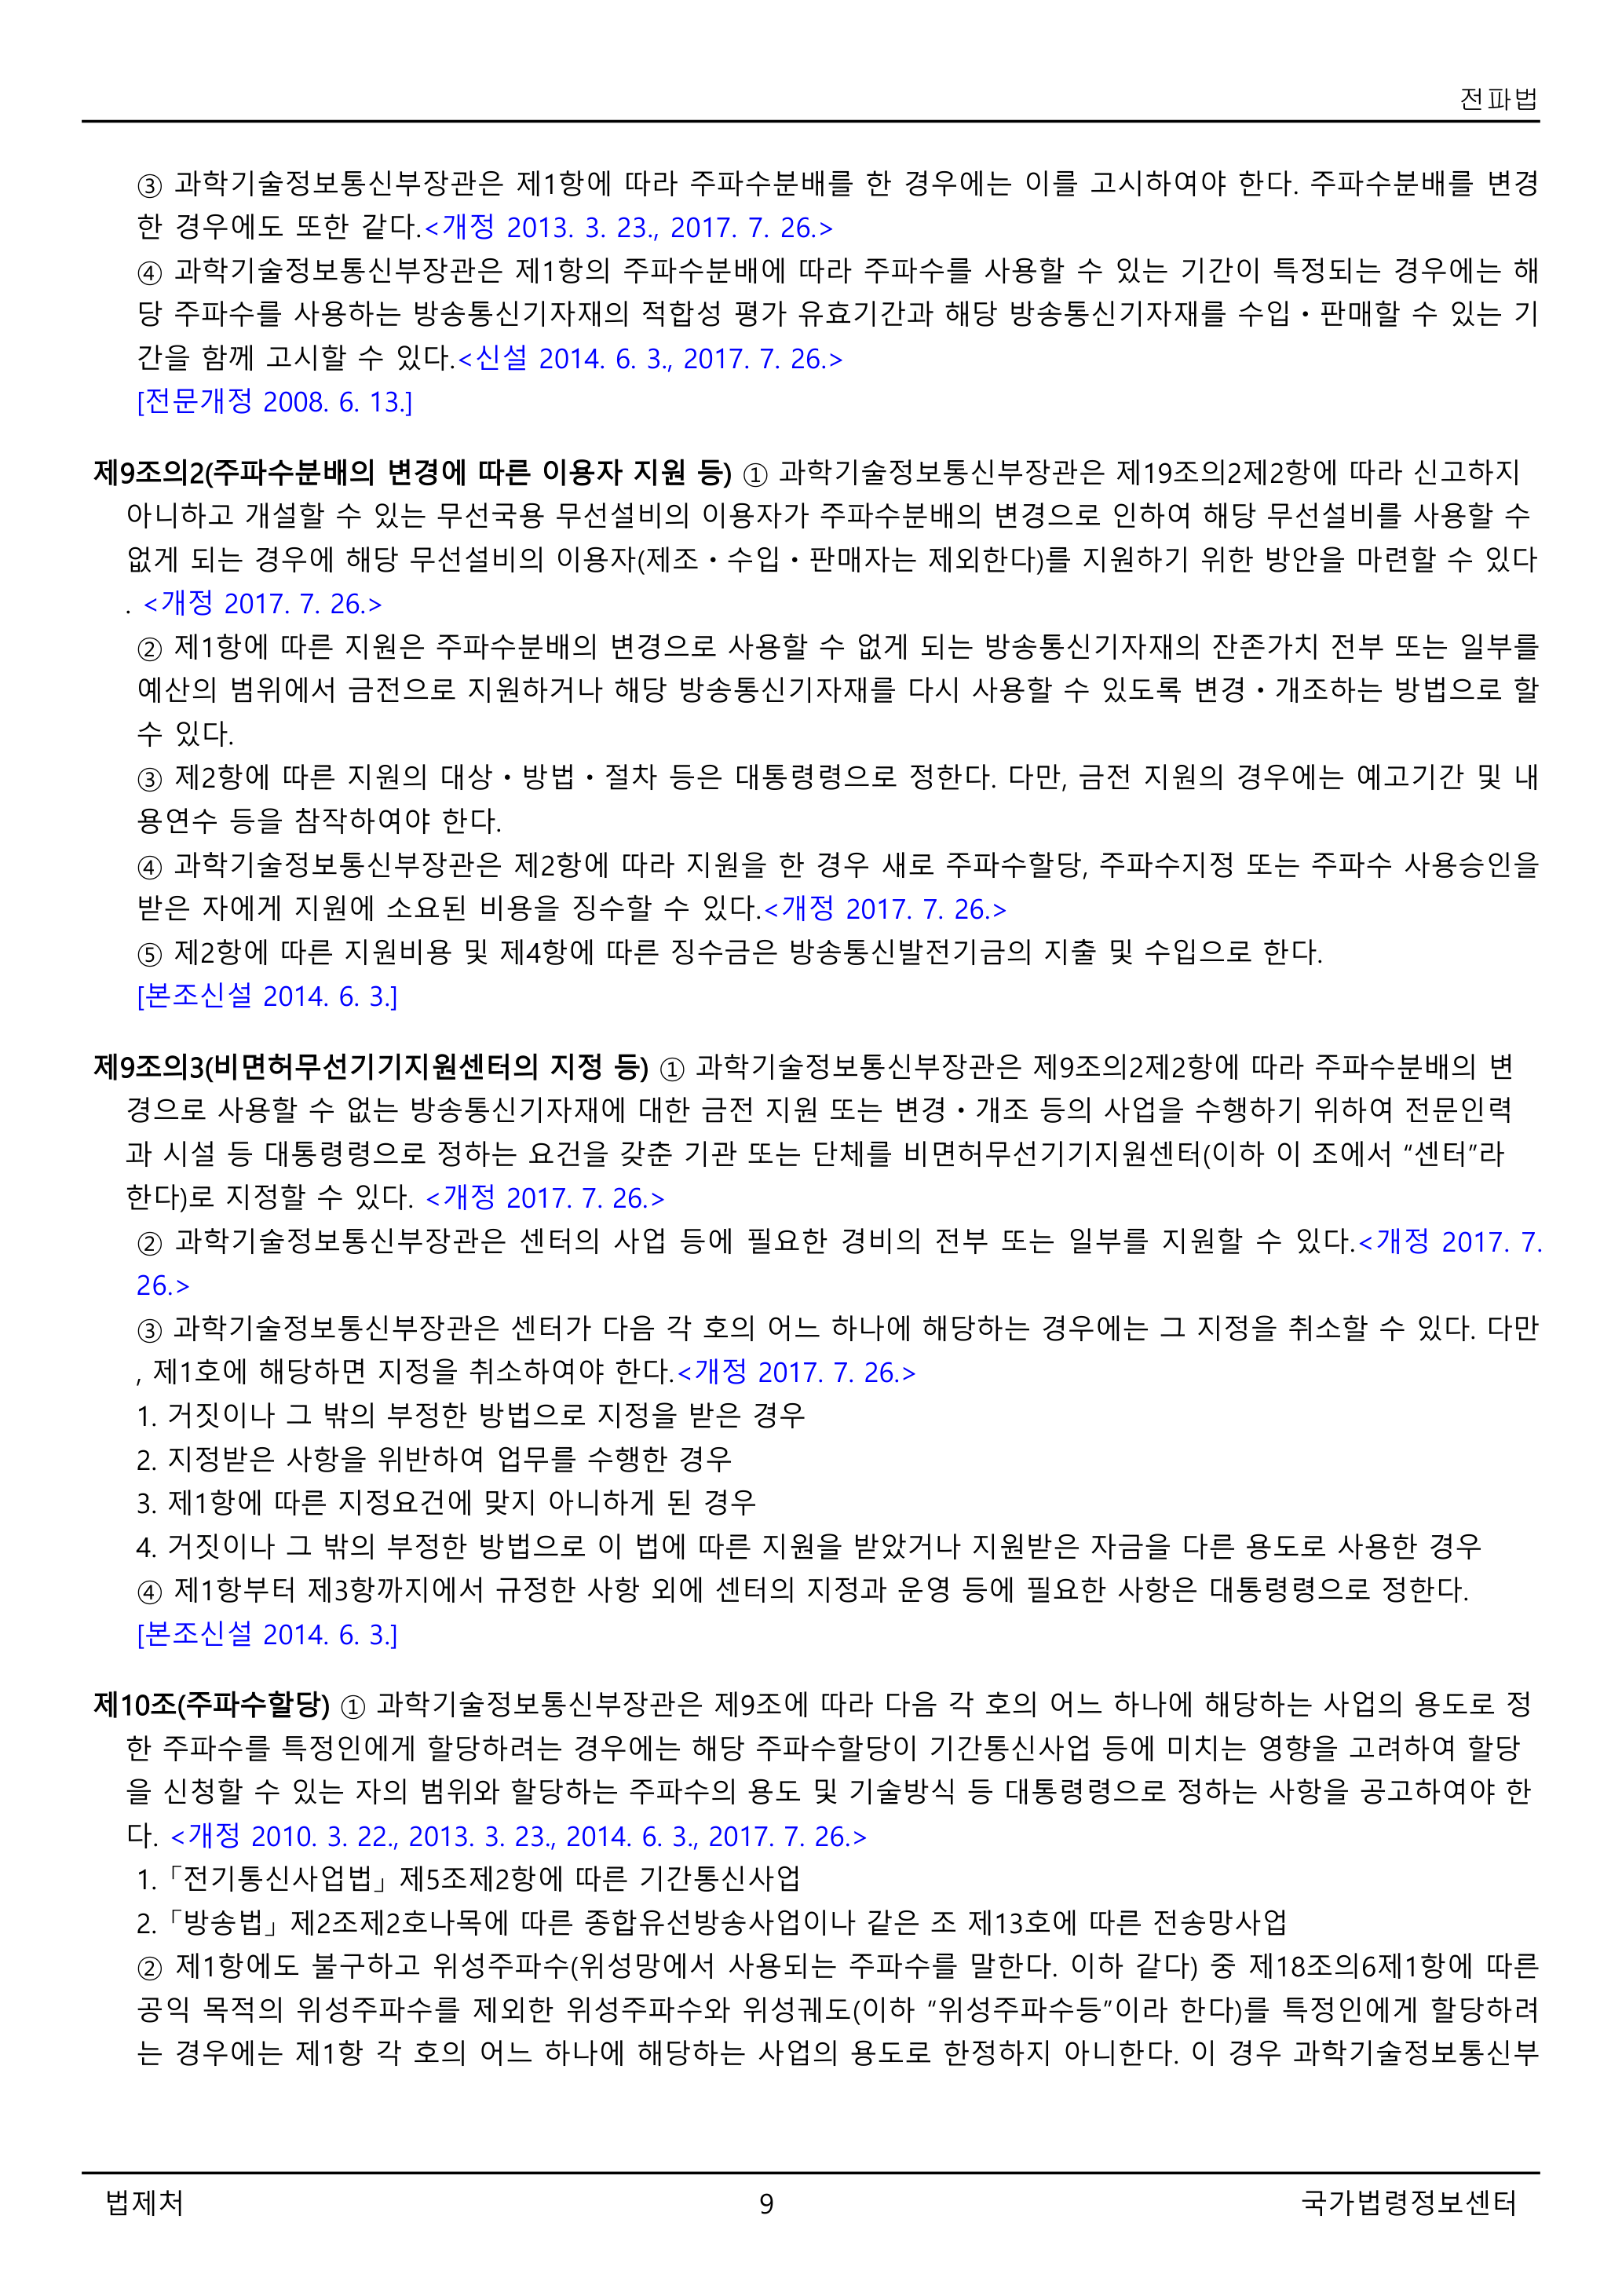 전파법
③ 과학기술정보통신부장관은 제1항에 따라 주파수분배를 한 경우에는 이를 고시하여야 한다. 주파수분배를 변경
한 경우에도 또한 같다.<개정 2013. 3. 23., 2017. 7. 26.>
④ 과학기술정보통신부장관은 제1항의 주파수분배에 따라 주파수를 사용할 수 있는 기간이 특정되는 경우에는 해
당 주파수를 사용하는 방송통신기자재의 적합성 평가 유효기간과 해당 방송통신기자재를 수입ㆍ판매할 수 있는 기
간을 함께 고시할 수 있다.<신설 2014. 6. 3., 2017. 7. 26.>
[전문개정 2008. 6. 13.]
제9조의2(주파수분배의 변경에 따른 이용자 지원 등) ① 과학기술정보통신부장관은 제19조의2제2항에 따라 신고하지
아니하고 개설할 수 있는 무선국용 무선설비의 이용자가 주파수분배의 변경으로 인하여 해당 무선설비를 사용할 수
없게 되는 경우에 해당 무선설비의 이용자(제조ㆍ수입ㆍ판매자는 제외한다)를 지원하기 위한 방안을 마련할 수 있다
. <개정 2017. 7. 26.>
② 제1항에 따른 지원은 주파수분배의 변경으로 사용할 수 없게 되는 방송통신기자재의 잔존가치 전부 또는 일부를
예산의 범위에서 금전으로 지원하거나 해당 방송통신기자재를 다시 사용할 수 있도록 변경ㆍ개조하는 방법으로 할
수 있다.
③ 제2항에 따른 지원의 대상ㆍ방법ㆍ절차 등은 대통령령으로 정한다. 다만, 금전 지원의 경우에는 예고기간 및 내
용연수 등을 참작하여야 한다.
④ 과학기술정보통신부장관은 제2항에 따라 지원을 한 경우 새로 주파수할당, 주파수지정 또는 주파수 사용승인을
받은 자에게 지원에 소요된 비용을 징수할 수 있다.<개정 2017. 7. 26.>
⑤ 제2항에 따른 지원비용 및 제4항에 따른 징수금은 방송통신발전기금의 지출 및 수입으로 한다.
[본조신설 2014. 6. 3.]
제9조의3(비면허무선기기지원센터의 지정 등) ① 과학기술정보통신부장관은 제9조의2제2항에 따라 주파수분배의 변
경으로 사용할 수 없는 방송통신기자재에 대한 금전 지원 또는 변경ㆍ개조 등의 사업을 수행하기 위하여 전문인력
과 시설 등 대통령령으로 정하는 요건을 갖춘 기관 또는 단체를 비면허무선기기지원센터(이하 이 조에서 “센터”라
한다)로 지정할 수 있다. <개정 2017. 7. 26.>
② 과학기술정보통신부장관은 센터의 사업 등에 필요한 경비의 전부 또는 일부를 지원할 수 있다.<개정 2017. 7.
26.>
③ 과학기술정보통신부장관은 센터가 다음 각 호의 어느 하나에 해당하는 경우에는 그 지정을 취소할 수 있다. 다만
, 제1호에 해당하면 지정을 취소하여야 한다.<개정 2017. 7. 26.>
1. 거짓이나 그 밖의 부정한 방법으로 지정을 받은 경우
2. 지정받은 사항을 위반하여 업무를 수행한 경우
3. 제1항에 따른 지정요건에 맞지 아니하게 된 경우
4. 거짓이나 그 밖의 부정한 방법으로 이 법에 따른 지원을 받았거나 지원받은 자금을 다른 용도로 사용한 경우
④ 제1항부터 제3항까지에서 규정한 사항 외에 센터의 지정과 운영 등에 필요한 사항은 대통령령으로 정한다.
[본조신설 2014. 6. 3.]
제10조(주파수할당) ① 과학기술정보통신부장관은 제9조에 따라 다음 각 호의 어느 하나에 해당하는 사업의 용도로 정
한 주파수를 특정인에게 할당하려는 경우에는 해당 주파수할당이 기간통신사업 등에 미치는 영향을 고려하여 할당
을 신청할 수 있는 자의 범위와 할당하는 주파수의 용도 및 기술방식 등 대통령령으로 정하는 사항을 공고하여야 한
다. <개정 2010. 3. 22., 2013. 3. 23., 2014. 6. 3., 2017. 7. 26.>
1.「전기통신사업법」제5조제2항에 따른 기간통신사업
2.「방송법」제2조제2호나목에 따른 종합유선방송사업이나 같은 조 제13호에 따른 전송망사업
② 제1항에도 불구하고 위성주파수(위성망에서 사용되는 주파수를 말한다. 이하 같다) 중 제18조의6제1항에 따른
공익 목적의 위성주파수를 제외한 위성주파수와 위성궤도(이하 “위성주파수등”이라 한다)를 특정인에게 할당하려
는 경우에는 제1항 각 호의 어느 하나에 해당하는 사업의 용도로 한정하지 아니한다. 이 경우 과학기술정보통신부
법제처
9
국가법령정보센터